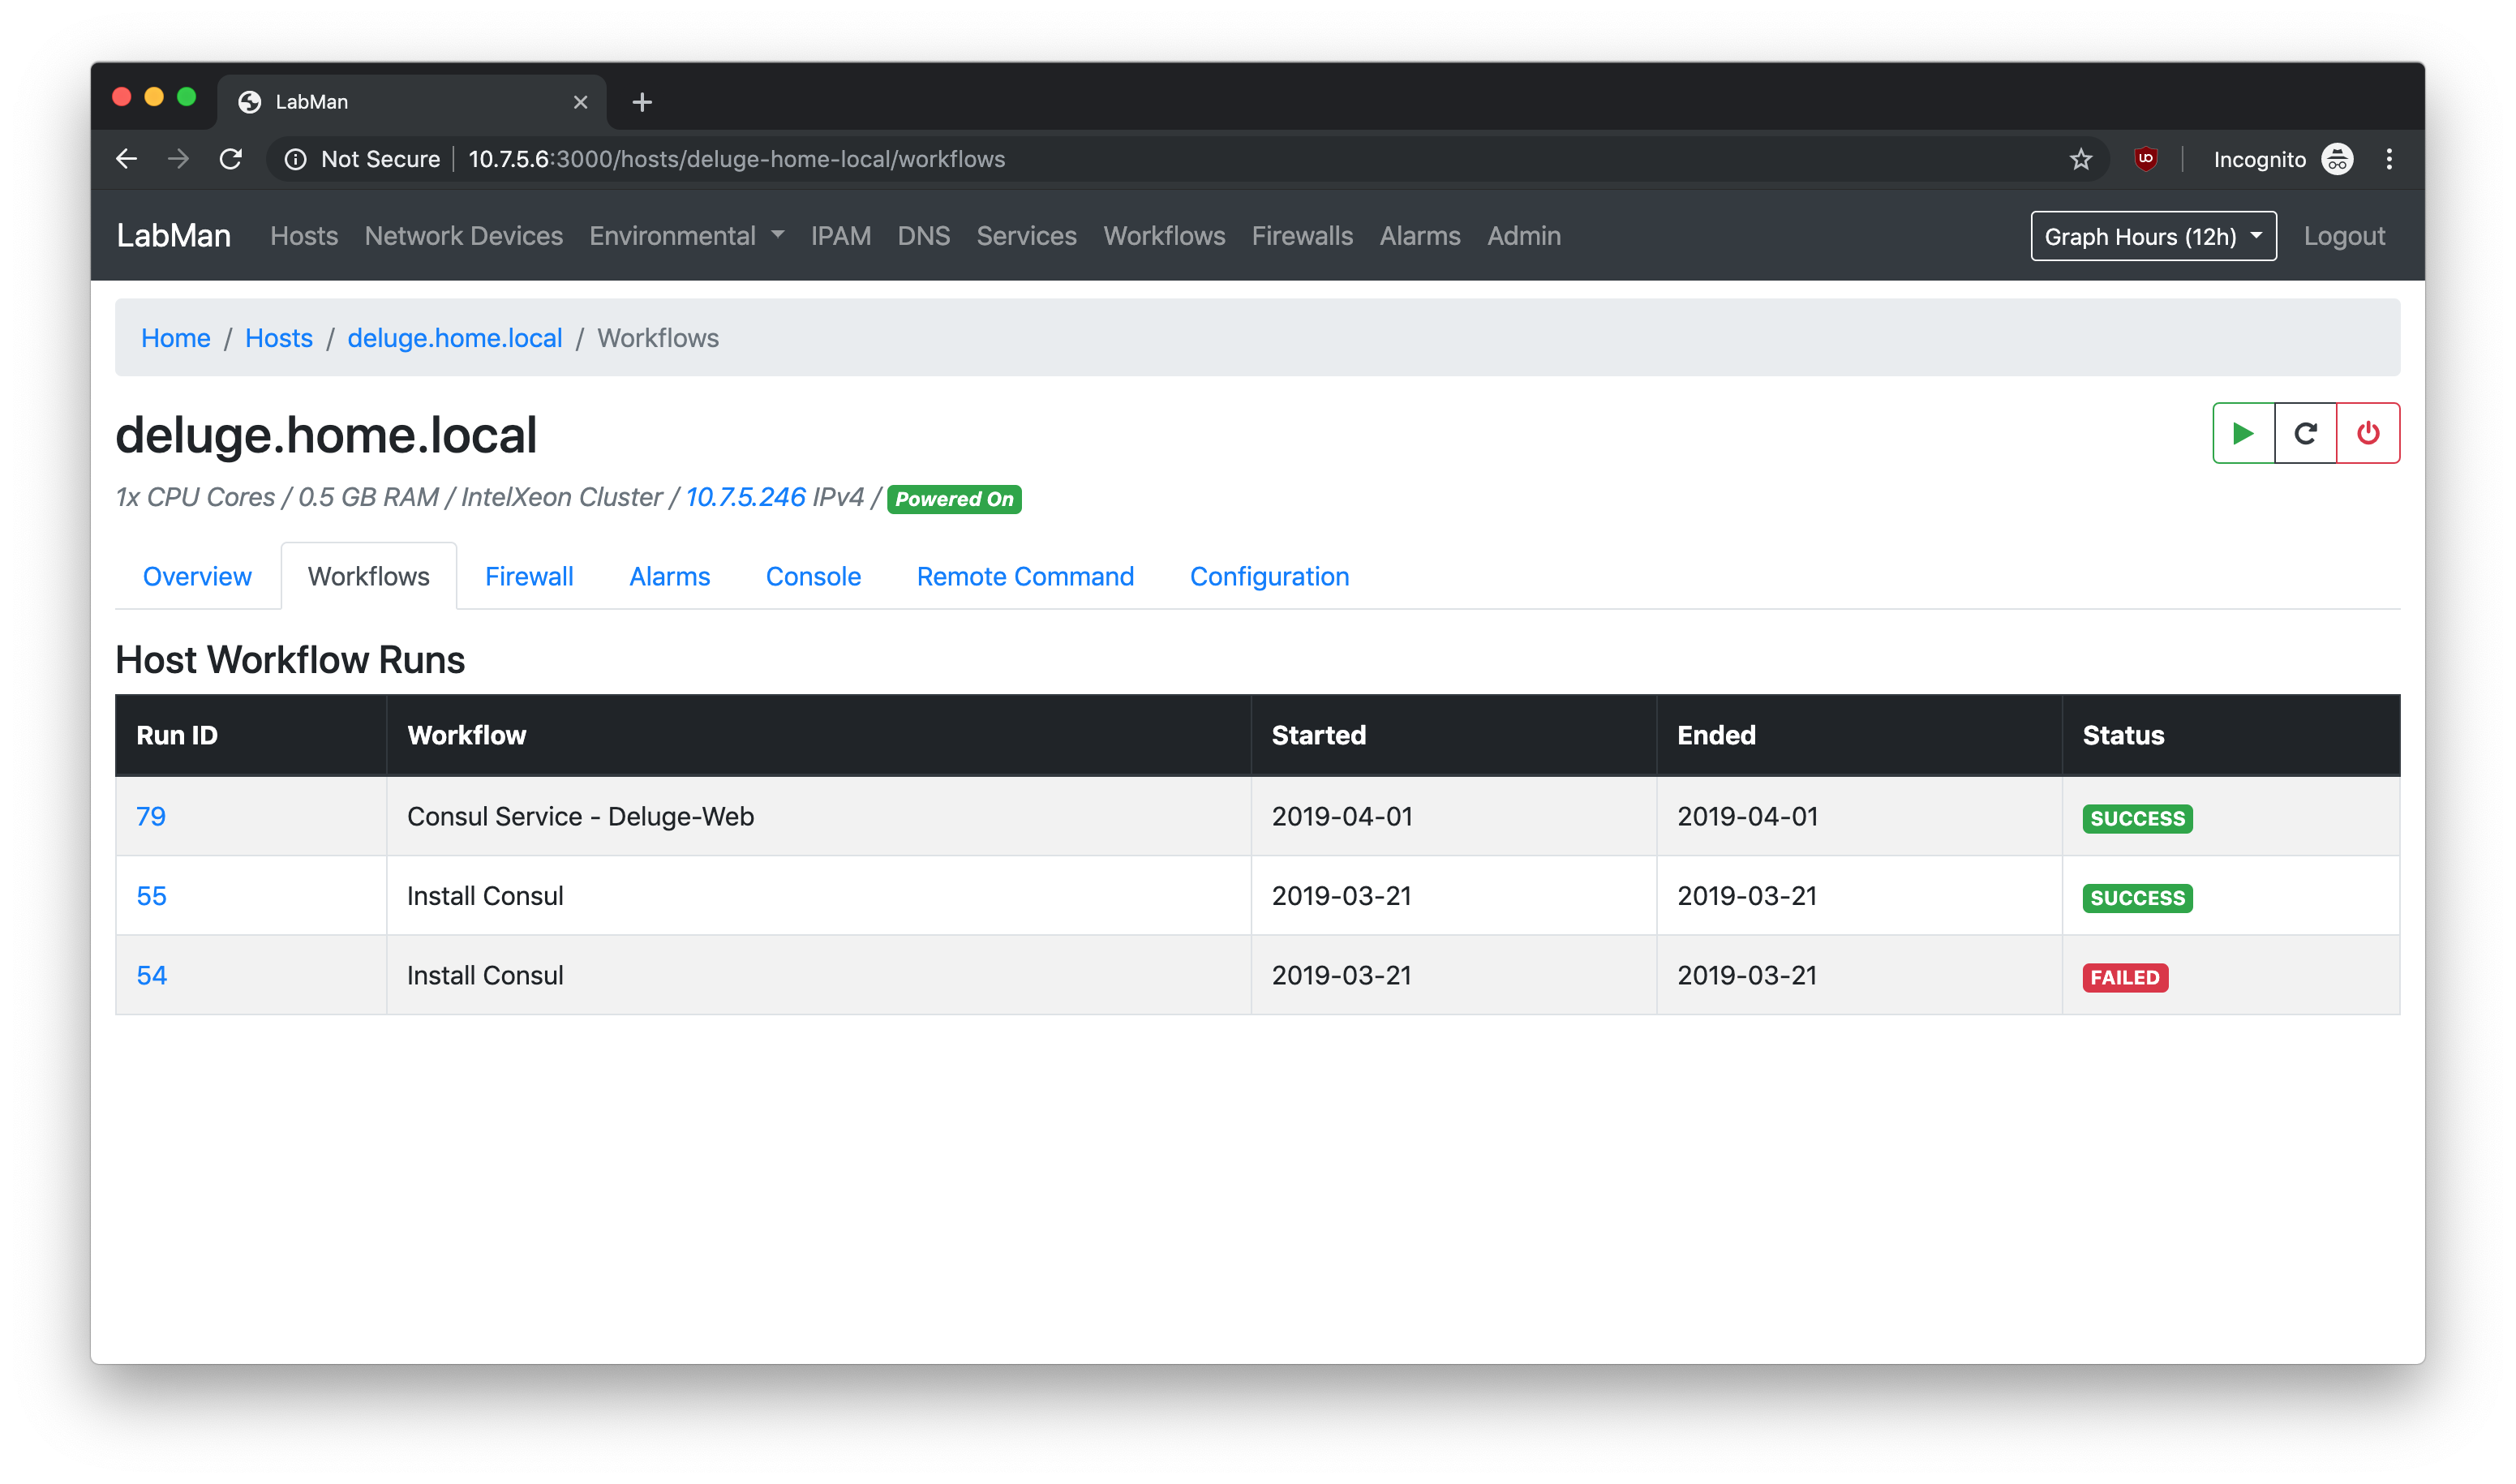 LabMan
Not Secure 10.7.5.6:3000/hosts/deluge-home-local/workflows Incognito
LabMan Hosts Network Devices Environmental IPAM DNS Services Workflows Firewalls Alarms Admin Graph Hours (12h) Logout
Home / Hosts / deluge.home.local / Workflows
deluge.home.local
1x CPU Cores / 0.5 GB RAM / IntelXeon Cluster / 10.7.5.246 IPv4 / Powered On
Overview Workflows Firewall Alarms Console Remote Command Configuration
Host Workflow Runs
Run ID Workflow Started Ended Status
79 Consul Service - Deluge-Web 2019-04-01 2019-04-01 SUCCESS
55 Install Consul 2019-03-21 2019-03-21 SUCCESS
54 Install Consul 2019-03-21 2019-03-21 FAILED